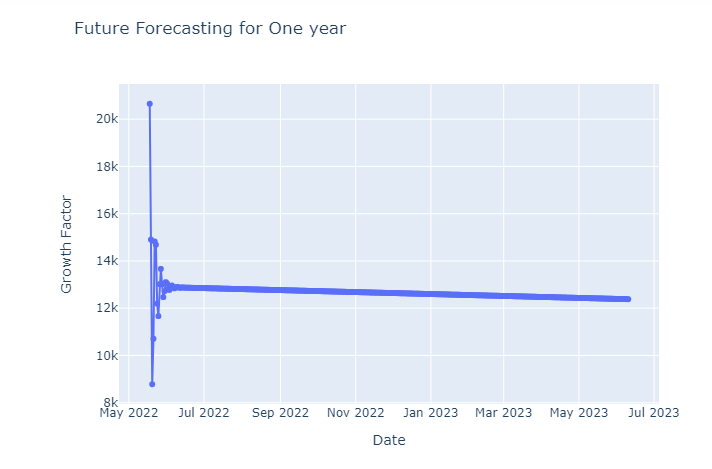 Future Forecasting for One year
Growth Factor
20k
18k
16k
14k
12k
10k
8k
May 2022 Jul 2022 Sep 2022 Nov 2022 Jan 2023 Mar 2023 May 2023 Jul 2023
Date